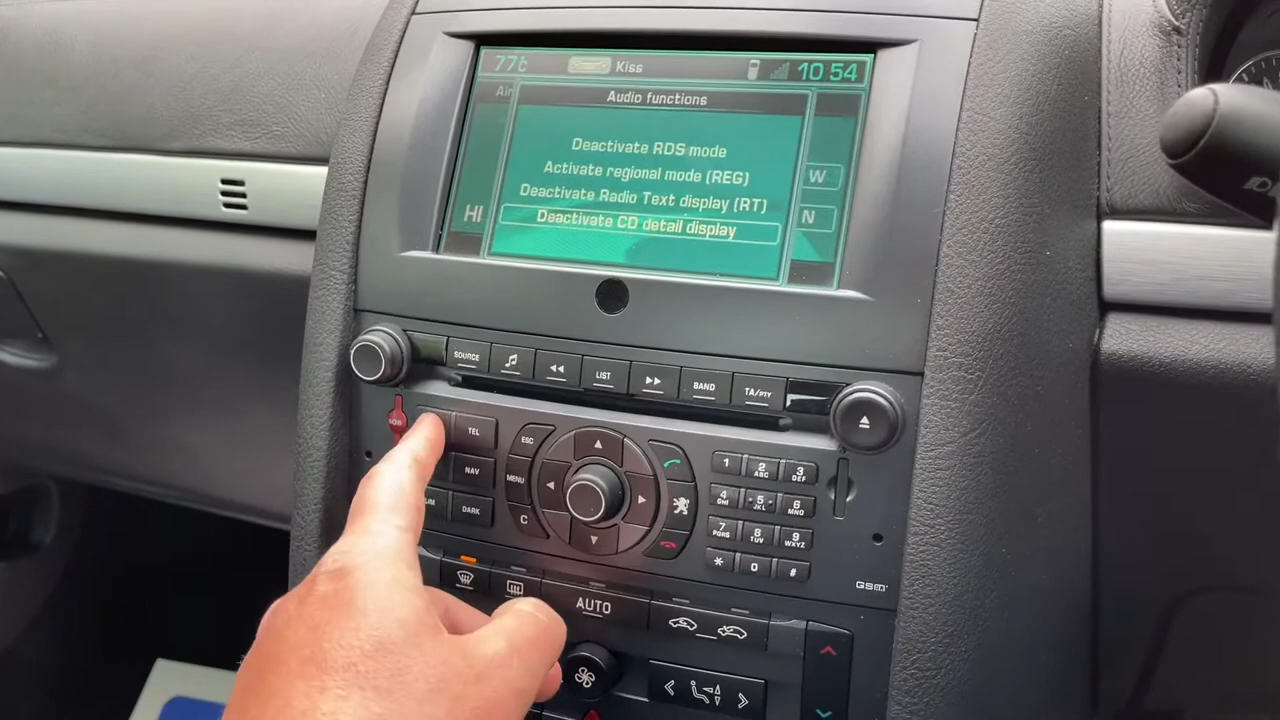 77c
Kiss
10 54
Air
Audio functions
Deactivate RDS mode
Activate regional mode (REG)
Deactivate Radio Text display (RT)
Deactivate CD detail display
W
N
HI
SOURCE
LIST
BAND
TA/PTY
SOS
TEL
NAV
DARK
ESC
MENU
C
1
2 ABC
3 DEF
4 GHI
5 JKL
6 MNO
7 PQRS
8 TUV
9 WXYZ
*
0
#
GSM
AUTO